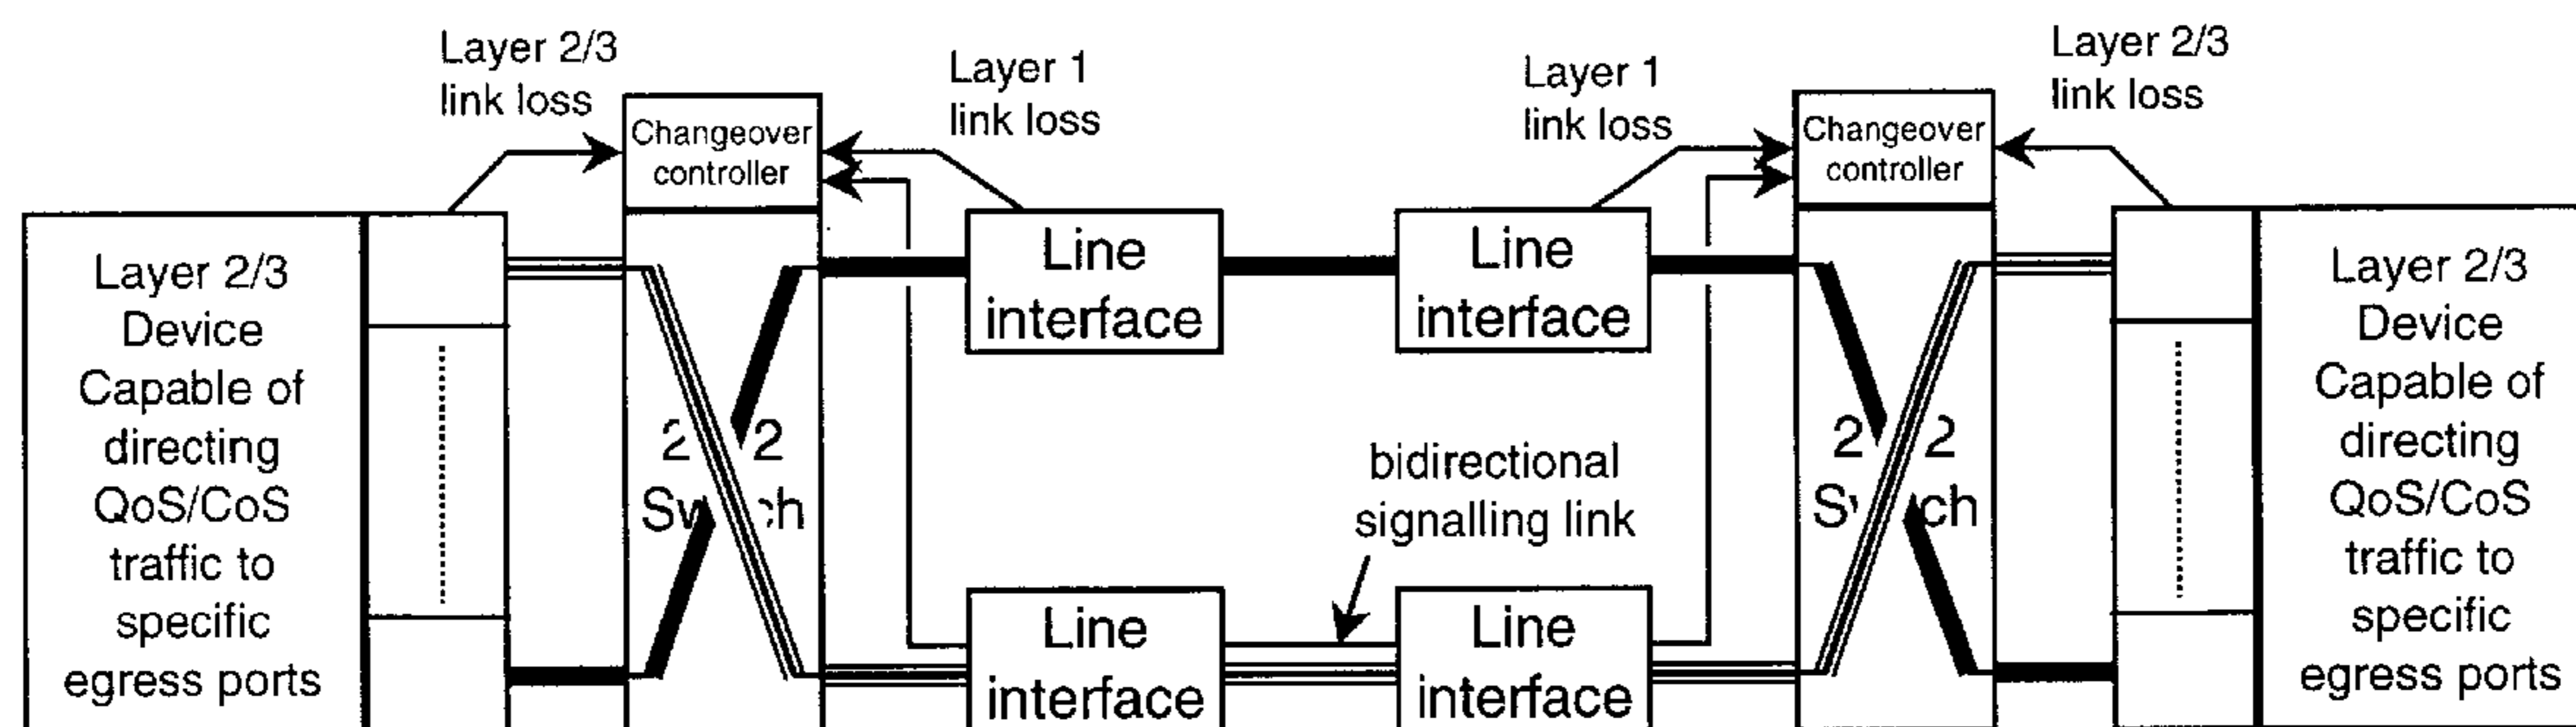 Layer 2/3
link loss
Layer 1
link loss
Layer 1
link loss
Layer 2/3
link loss
Changeover
controller
Changeover
controller
Layer 2/3
Device
Capable of
directing
QoS/CoS
traffic to
specific
egress ports
2 2
Line
interface
Line
interface
2 2
bidirectional
signalling link
Line
interface
Line
interface
Layer 2/3
Device
Capable of
directing
QoS/CoS
traffic to
specific
egress ports